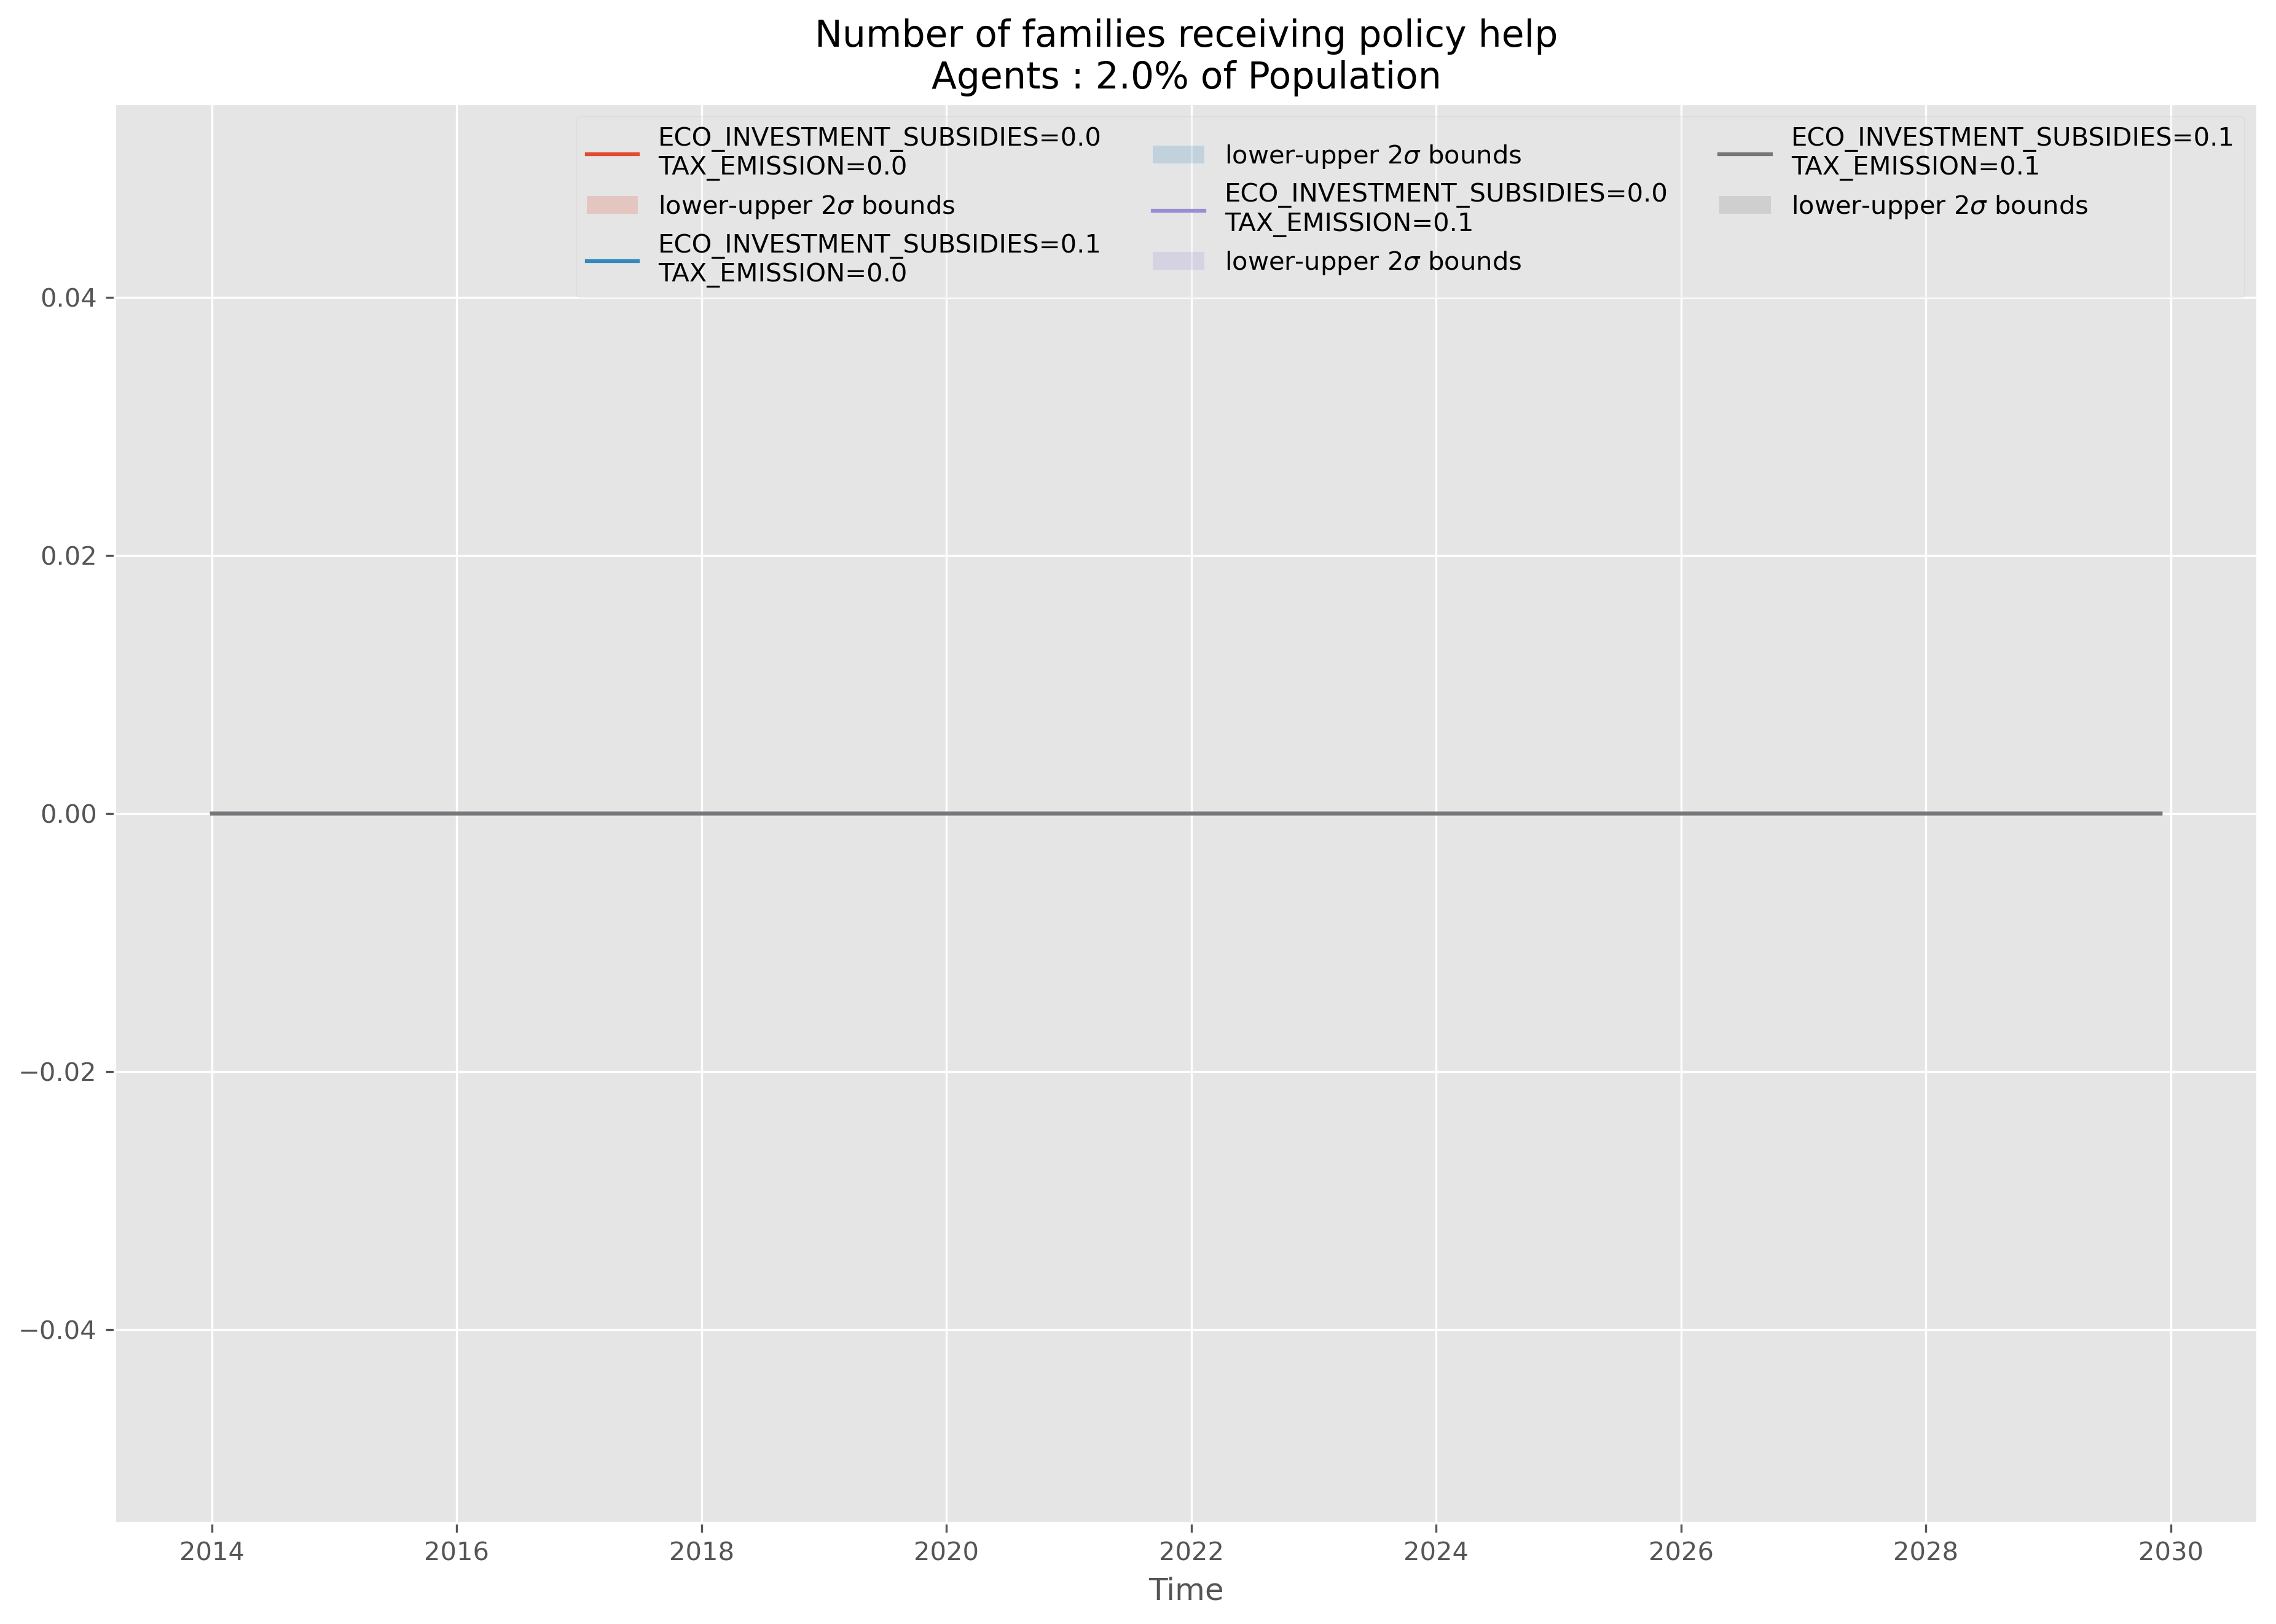 Number of families receiving policy help
Agents : 2.0% of Population
ECO_INVESTMENT_SUBSIDIES=0.0
TAX_EMISSION=0.0
lower-upper 2σ bounds
ECO_INVESTMENT_SUBSIDIES=0.1
TAX_EMISSION=0.0
lower-upper 2σ bounds
ECO_INVESTMENT_SUBSIDIES=0.0
TAX_EMISSION=0.1
lower-upper 2σ bounds
ECO_INVESTMENT_SUBSIDIES=0.1
TAX_EMISSION=0.1
lower-upper 2σ bounds
0.04
0.02
0.00
−0.02
−0.04
2014 2016 2018 2020 2022 2024 2026 2028 2030
Time